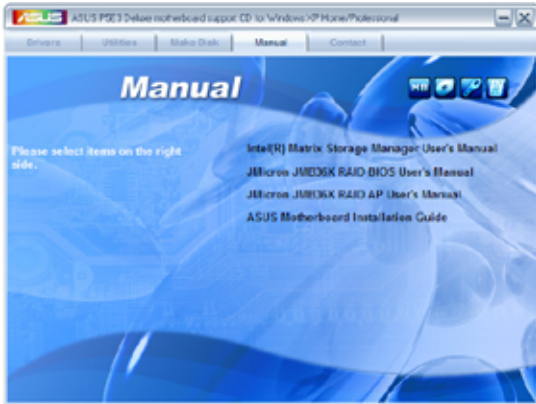 ASUS P5E3 Deluxe motherboard support CD for Windows XP Home/Professional
Drivers Utilities Make Disk Manual Contact
Manual
Please select items on the right
side.
Intel(R) Matrix Storage Manager User's Manual
JMicron JMB36X RAID BIOS User's Manual
JMicron JMB36X RAID AP User's Manual
ASUS Motherboard Installation Guide